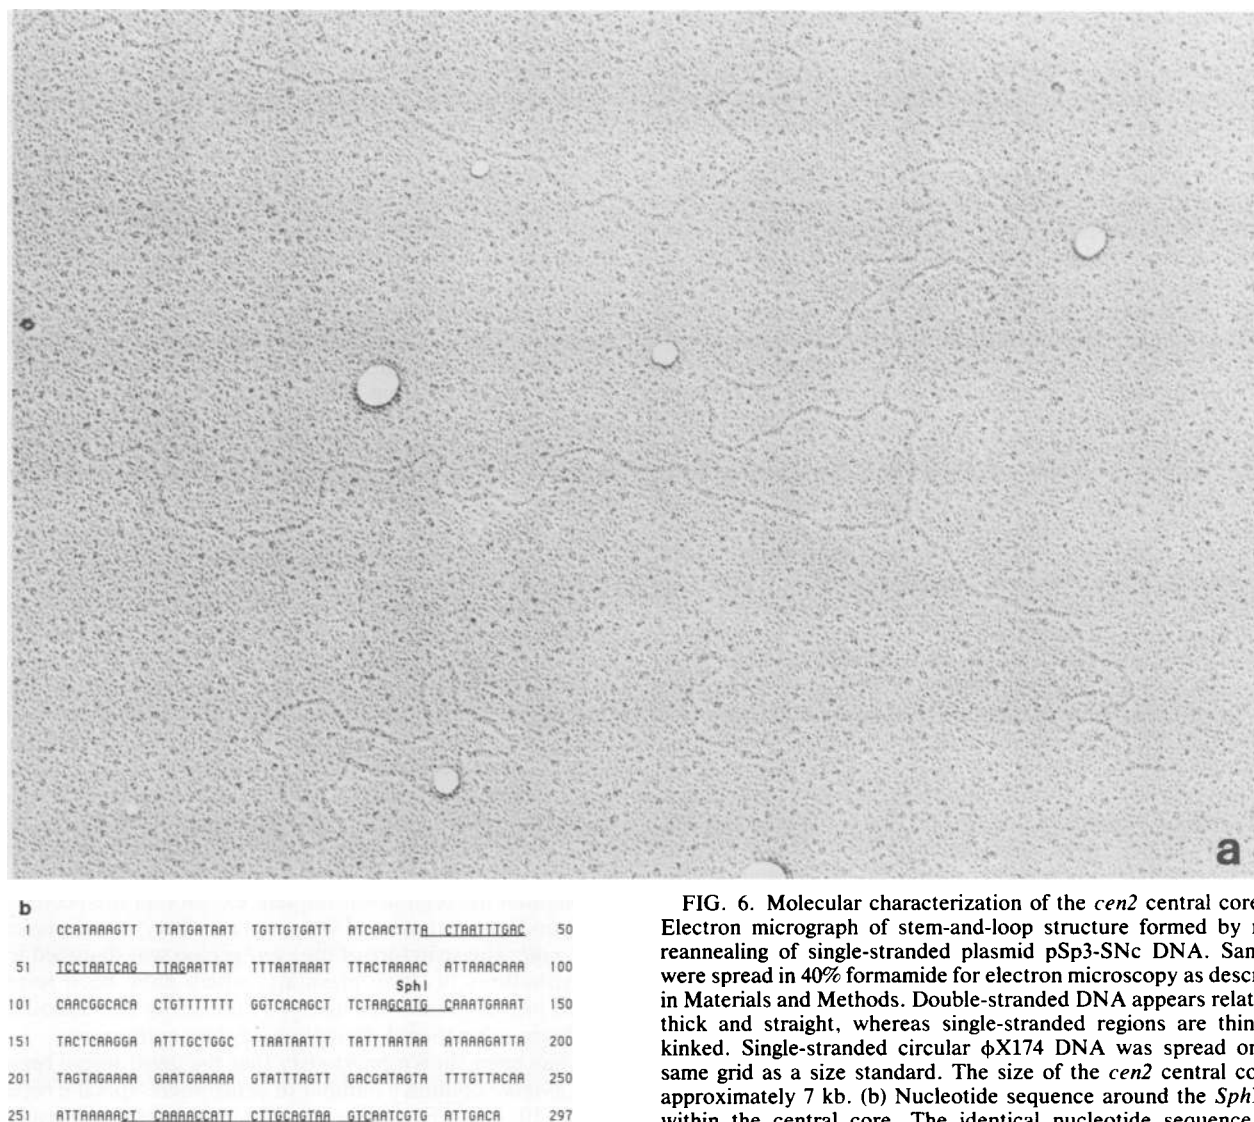 a
b
1 CCATAAAGTT TTATGATAAT TGTTGTGATT ATCAACTTTA CTAATTTGAC 50
51 TCCTAATCAG TTAGAATTAT TTTAATAAAT TTACTAAAAC ATTAAACAAA 100
SphI
101 CAACGGCACA CTGTTTTTTT GGTCACAGCT TCTAAGCATG CAAATGAAAT 150
151 TACTCAAGGA ATTTGCTGGC TTAATAATTT TATTTAATAA ATAAAGATTA 200
201 TAGTAGAAAA GAATGAAAAA GTATTTAGTT GACGATAGTA TTTGTTACAA 250
251 ATTAAAAACT CAAAACCATT CTTGCAGTAA GTCAATCGTG ATTGACA 297
FIG. 6. Molecular characterization of the cen2 central core
Electron micrograph of stem-and-loop structure formed by r
reannealing of single-stranded plasmid pSp3-SNc DNA. Sam
were spread in 40% formamide for electron microscopy as descri
in Materials and Methods. Double-stranded DNA appears relat
thick and straight, whereas single-stranded regions are thin
kinked. Single-stranded circular φX174 DNA was spread on
same grid as a size standard. The size of the cen2 central co
approximately 7 kb. (b) Nucleotide sequence around the SphI
within the central core. The identical nucleotide sequence